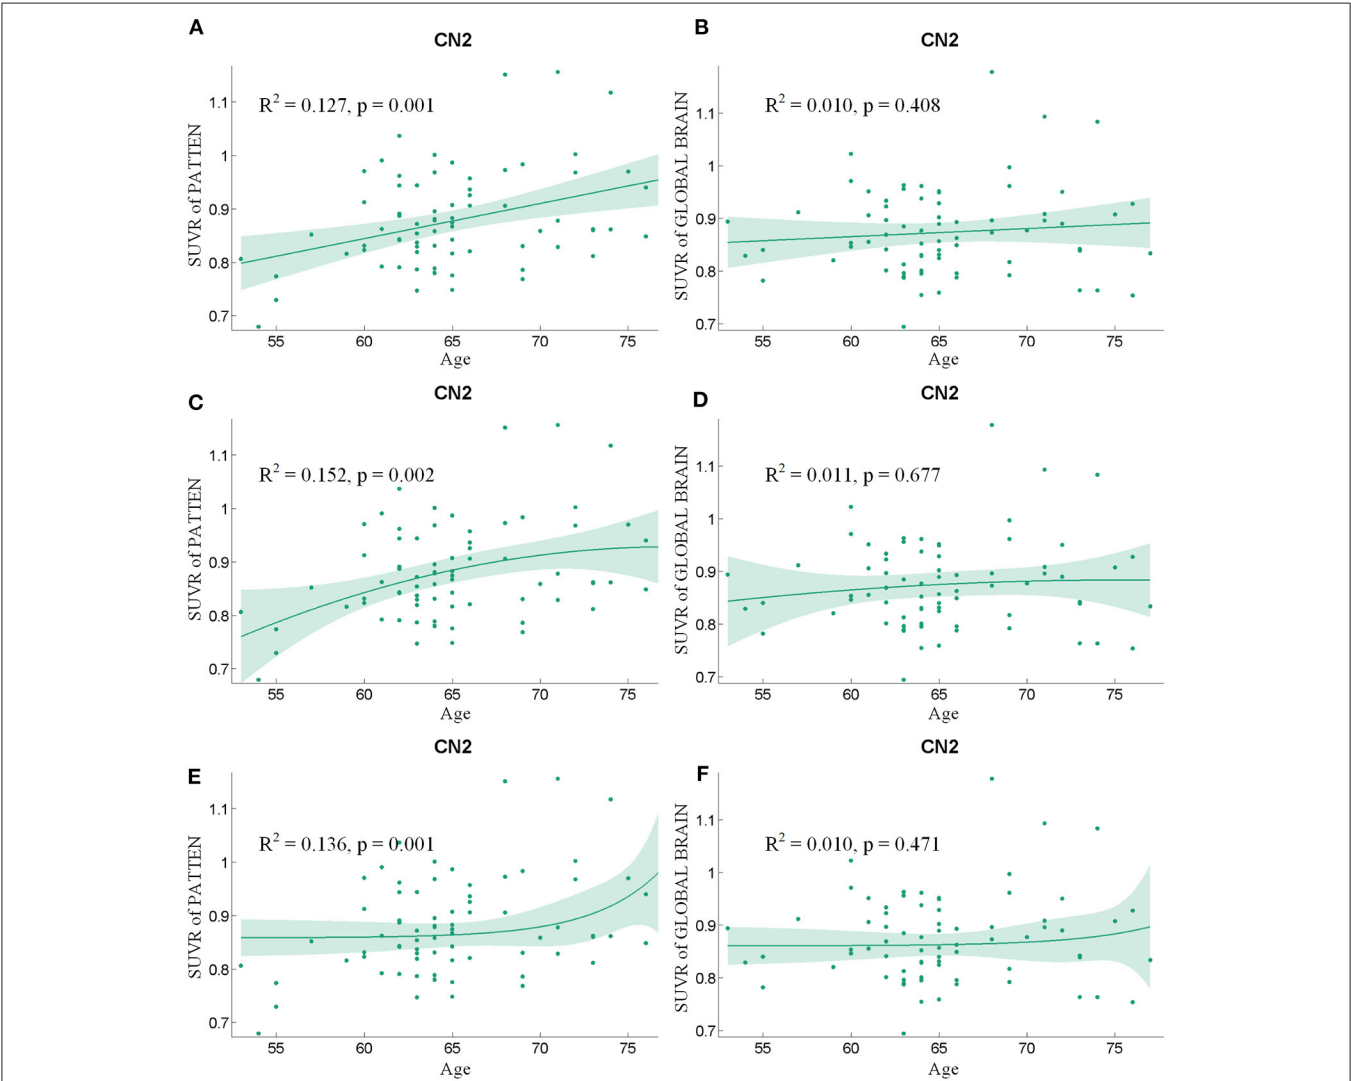 A
CN2
R² = 0.127, p = 0.001
SUVR of PATTEN
1.1
1
0.9
0.8
0.7
55 60 65 70 75
Age
B
CN2
R² = 0.010, p = 0.408
SUVR of GLOBAL BRAIN
1.1
1
0.9
0.8
0.7
55 60 65 70 75
Age
C
CN2
R² = 0.152, p = 0.002
SUVR of PATTEN
1.1
1
0.9
0.8
0.7
55 60 65 70 75
Age
D
CN2
R² = 0.011, p = 0.677
SUVR of GLOBAL BRAIN
1.1
1
0.9
0.8
0.7
55 60 65 70 75
Age
E
CN2
R² = 0.136, p = 0.001
SUVR of PATTEN
1.1
1
0.9
0.8
0.7
55 60 65 70 75
Age
F
CN2
R² = 0.010, p = 0.471
SUVR of GLOBAL BRAIN
1.1
1
0.9
0.8
0.7
55 60 65 70 75
Age